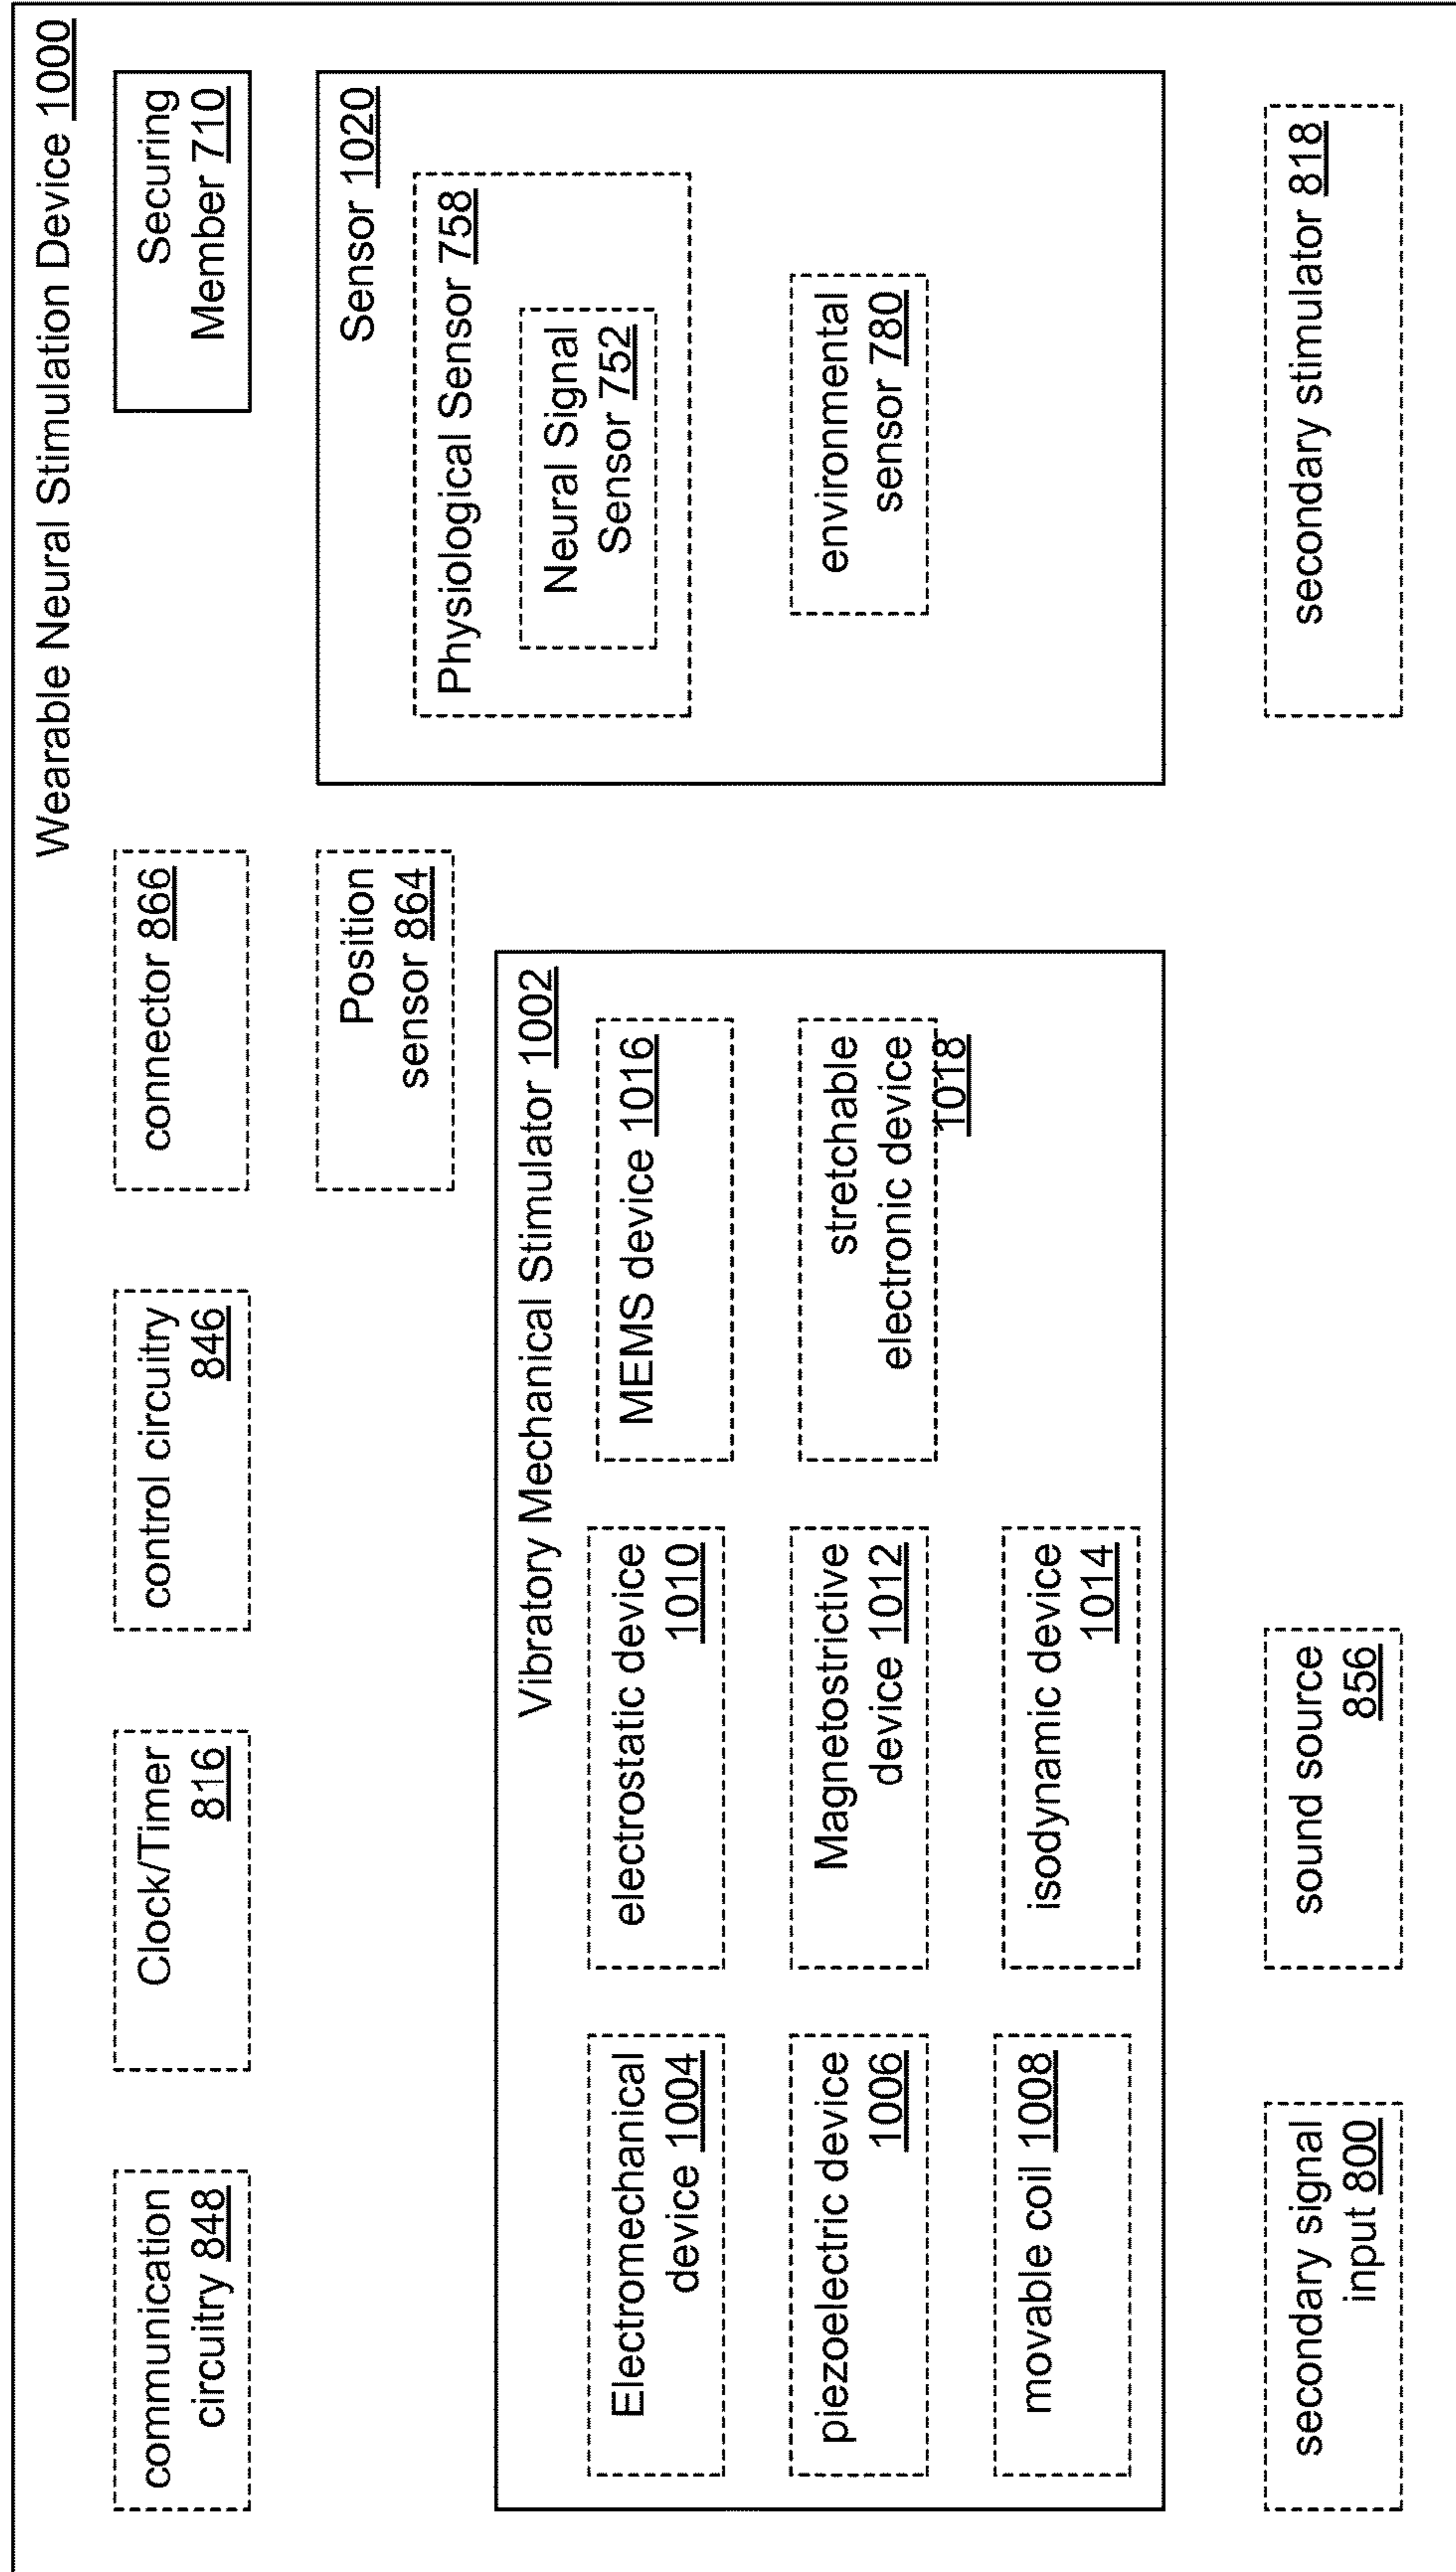 Wearable Neural Stimulation Device 1000
communication
circuitry 848
Clock/Timer
816
control circuitry
846
connector 866
Securing
Member 710
Position
sensor 864
Sensor 1020
Physiological Sensor 758
Neural Signal
Sensor 752
environmental
sensor 780
Vibratory Mechanical Stimulator 1002
Electromechanical
device 1004
electrostatic device
1010
MEMS device 1016
piezoelectric device
1006
Magnetostrictive
device 1012
stretchable
electronic device
1018
movable coil 1008
isodynamic device
1014
secondary signal
input 800
sound source
856
secondary stimulator 818